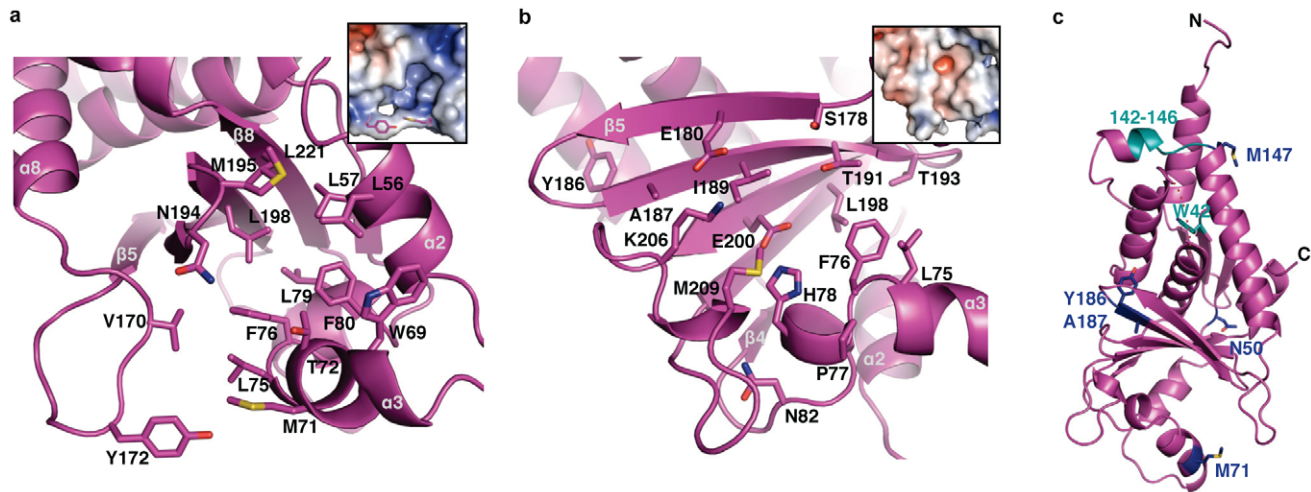 a
b
c
β8
L221
M195
L57
L56
α8
N194
L198
α2
β5
L79
F80
F76
W69
V170
T72
L75
α3
M71
Y172
S178
β5
E180
T191
T193
Y186
I189
A187
L198
K206
E200
F76
L75
M209
H78
α3
β4
α2
P77
N82
N
142-146
M147
W42
C
Y186
A187
N50
M71